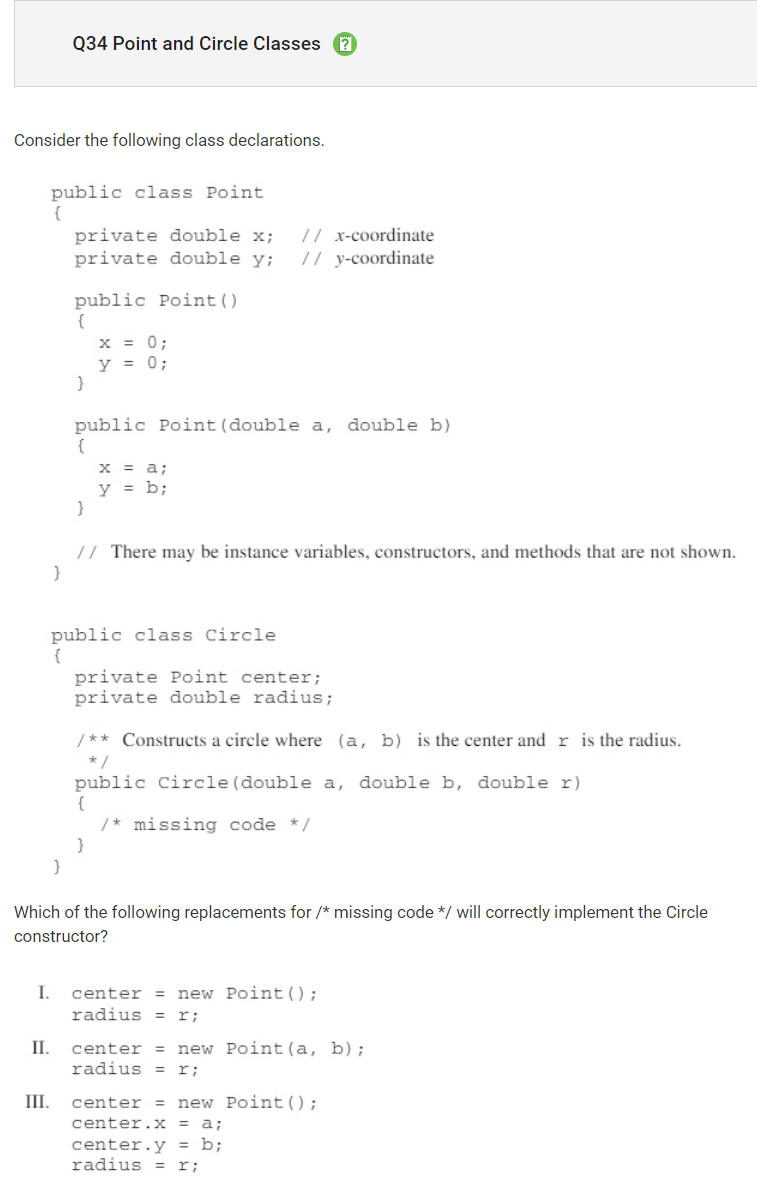 Q34 Point and Circle Classes
Consider the following class declarations.
public class Point
{
private double x; // x-coordinate
private double y; // y-coordinate
public Point()
{
x = 0;
y = 0;
}
public Point(double a, double b)
{
x = a;
y = b;
}
// There may be instance variables, constructors, and methods that are not shown.
}
public class Circle
{
private Point center;
private double radius;
/** Constructs a circle where (a, b) is the center and r is the radius.
*/
public Circle(double a, double b, double r)
{
/* missing code */
}
}
Which of the following replacements for /* missing code */ will correctly implement the Circle
constructor?
I. center = new Point();
radius = r;
II. center = new Point(a, b);
radius = r;
III. center = new Point();
center.x = a;
center.y = b;
radius = r;